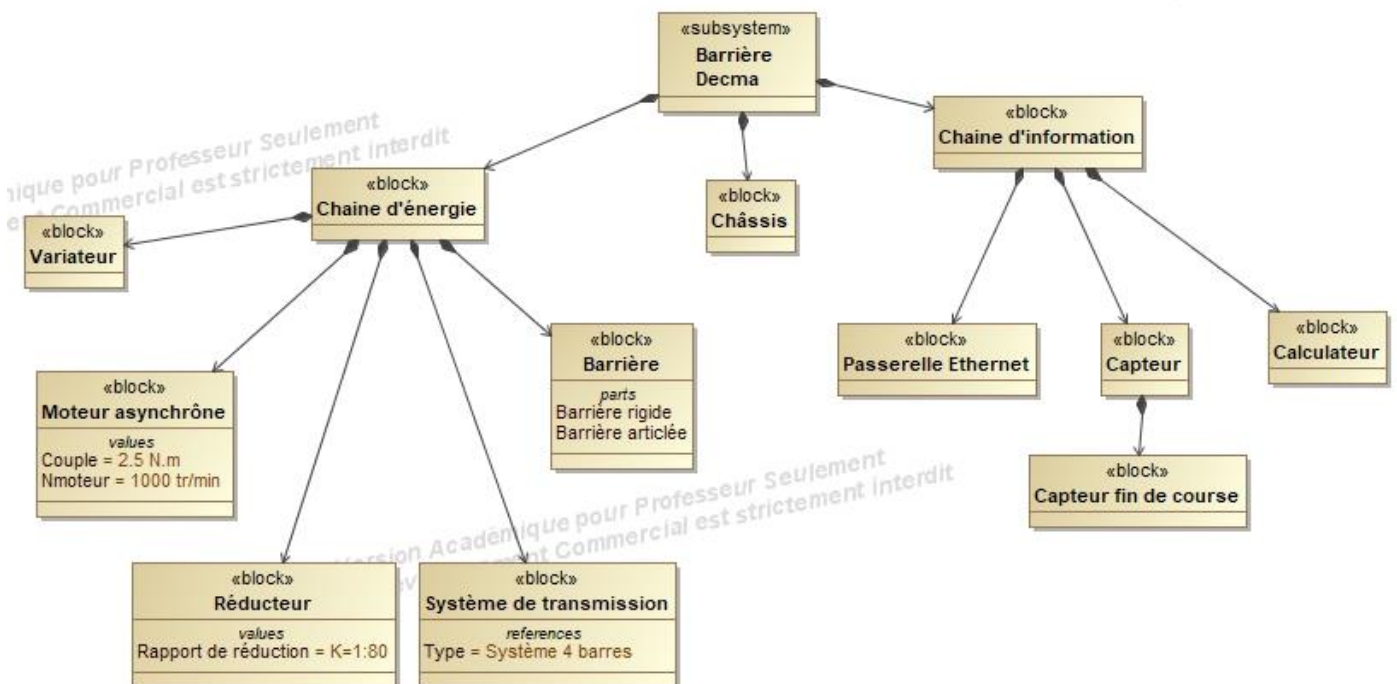 «subsystem»
Barrière
Decma
«block»
Chaine d'information
«block»
Chaine d'énergie
«block»
Châssis
«block»
Variateur
«block»
Moteur asynchrône
values
Couple = 2.5 N.m
Nmoteur = 1000 tr/min
«block»
Barrière
parts
Barrière rigide
Barrière articlée
«block»
Passerelle Ethernet
«block»
Capteur
«block»
Calculateur
«block»
Capteur fin de course
«block»
Réducteur
values
Rapport de réduction = K=1:80
«block»
Système de transmission
references
Type = Système 4 barres
pour Professeur Seulement
Commercial est strictement interdit
Version Académique pour Professeur Seulement
Commercial est strictement interdit